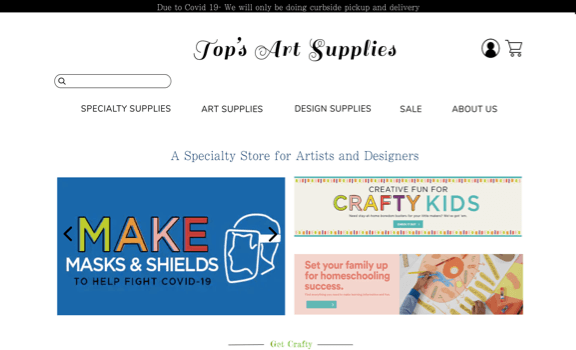 Due to Covid 19- We will only be doing curbside pickup and delivery
Top's Art Supplies
SPECIALTY SUPPLIES ART SUPPLIES DESIGN SUPPLIES SALE ABOUT US
A Specialty Store for Artists and Designers
MAKE
MASKS & SHIELDS
TO HELP FIGHT COVID-19
CREATIVE FUN FOR
CRAFTY KIDS
Set your family up
for homeschooling
success.
Get Crafty